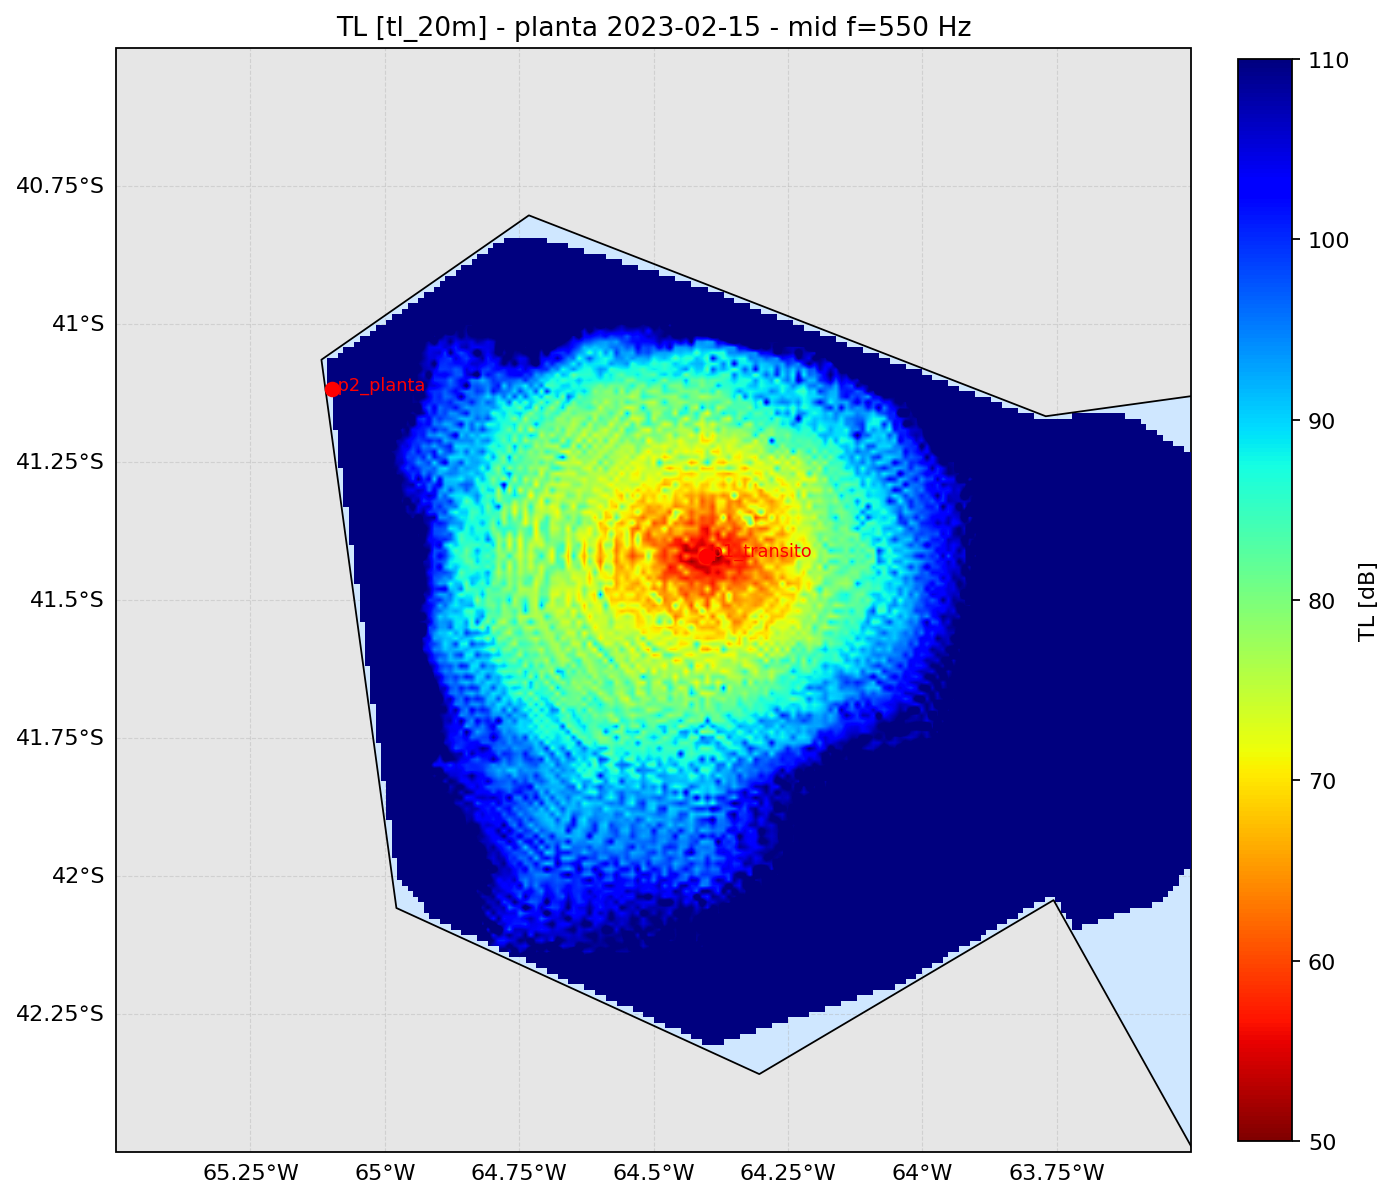 TL [tl_20m] - planta 2023-02-15 - mid f=550 Hz
110
40.75°S
100
41°S
p2_planta
90
41.25°S
p1_transito
41.5°S
80
TL [dB]
41.75°S
70
42°S
60
42.25°S
50
65.25°W 65°W 64.75°W 64.5°W 64.25°W 64°W 63.75°W